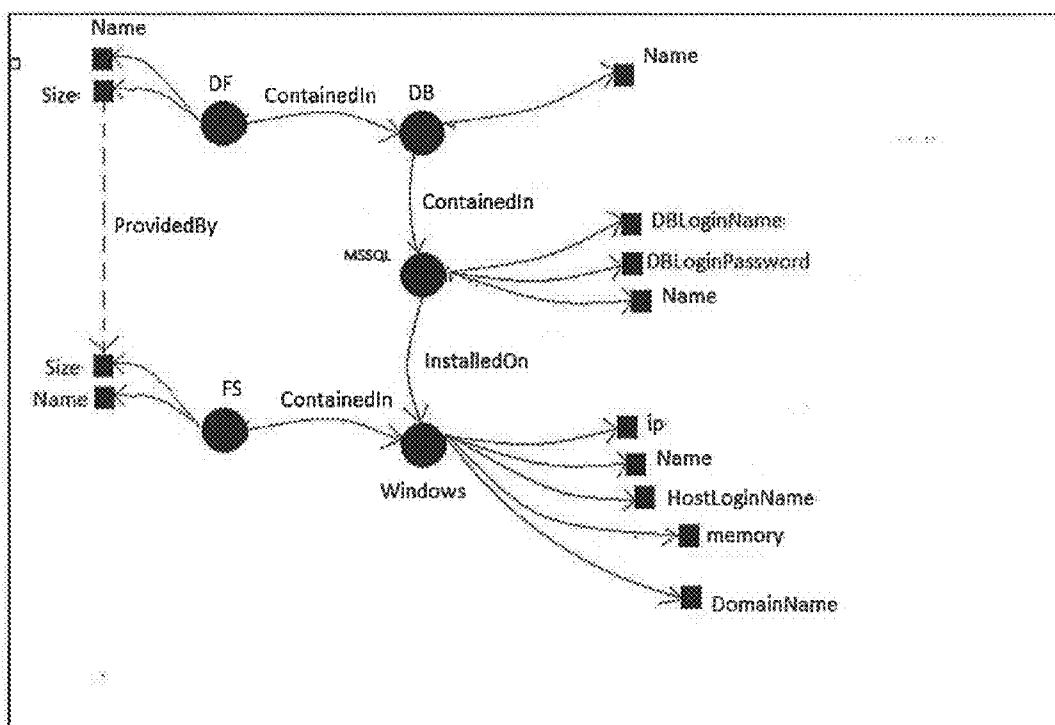 Name
Name
DF
DB
Size
ContainedIn
ContainedIn
DBLoginName
ProvidedBy
MSSQL
DBLoginPassword
Name
InstalledOn
Size
FS
Name
ContainedIn
ip
Name
Windows
HostLoginName
memory
DomainName